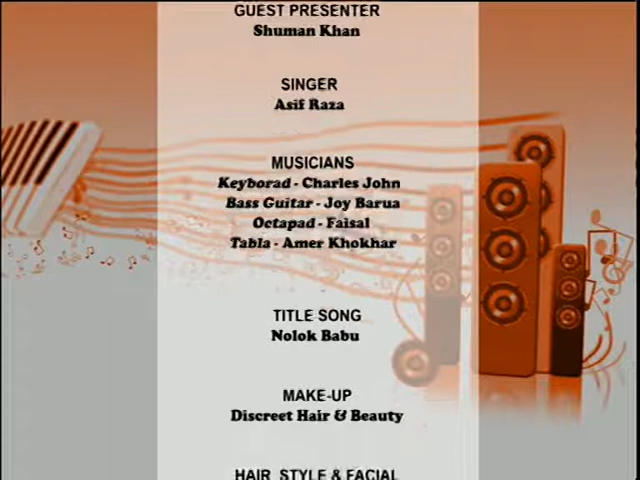 GUEST PRESENTER
Shuman Khan
SINGER
Asif Raza
MUSICIANS
Keyborad - Charles John
Bass Guitar - Joy Barua
Octapad - Faisal
Tabla - Amer Khokhar
TITLE SONG
Nolok Babu
MAKE-UP
Discreet Hair & Beauty
HAIR STYLE & FACIAL